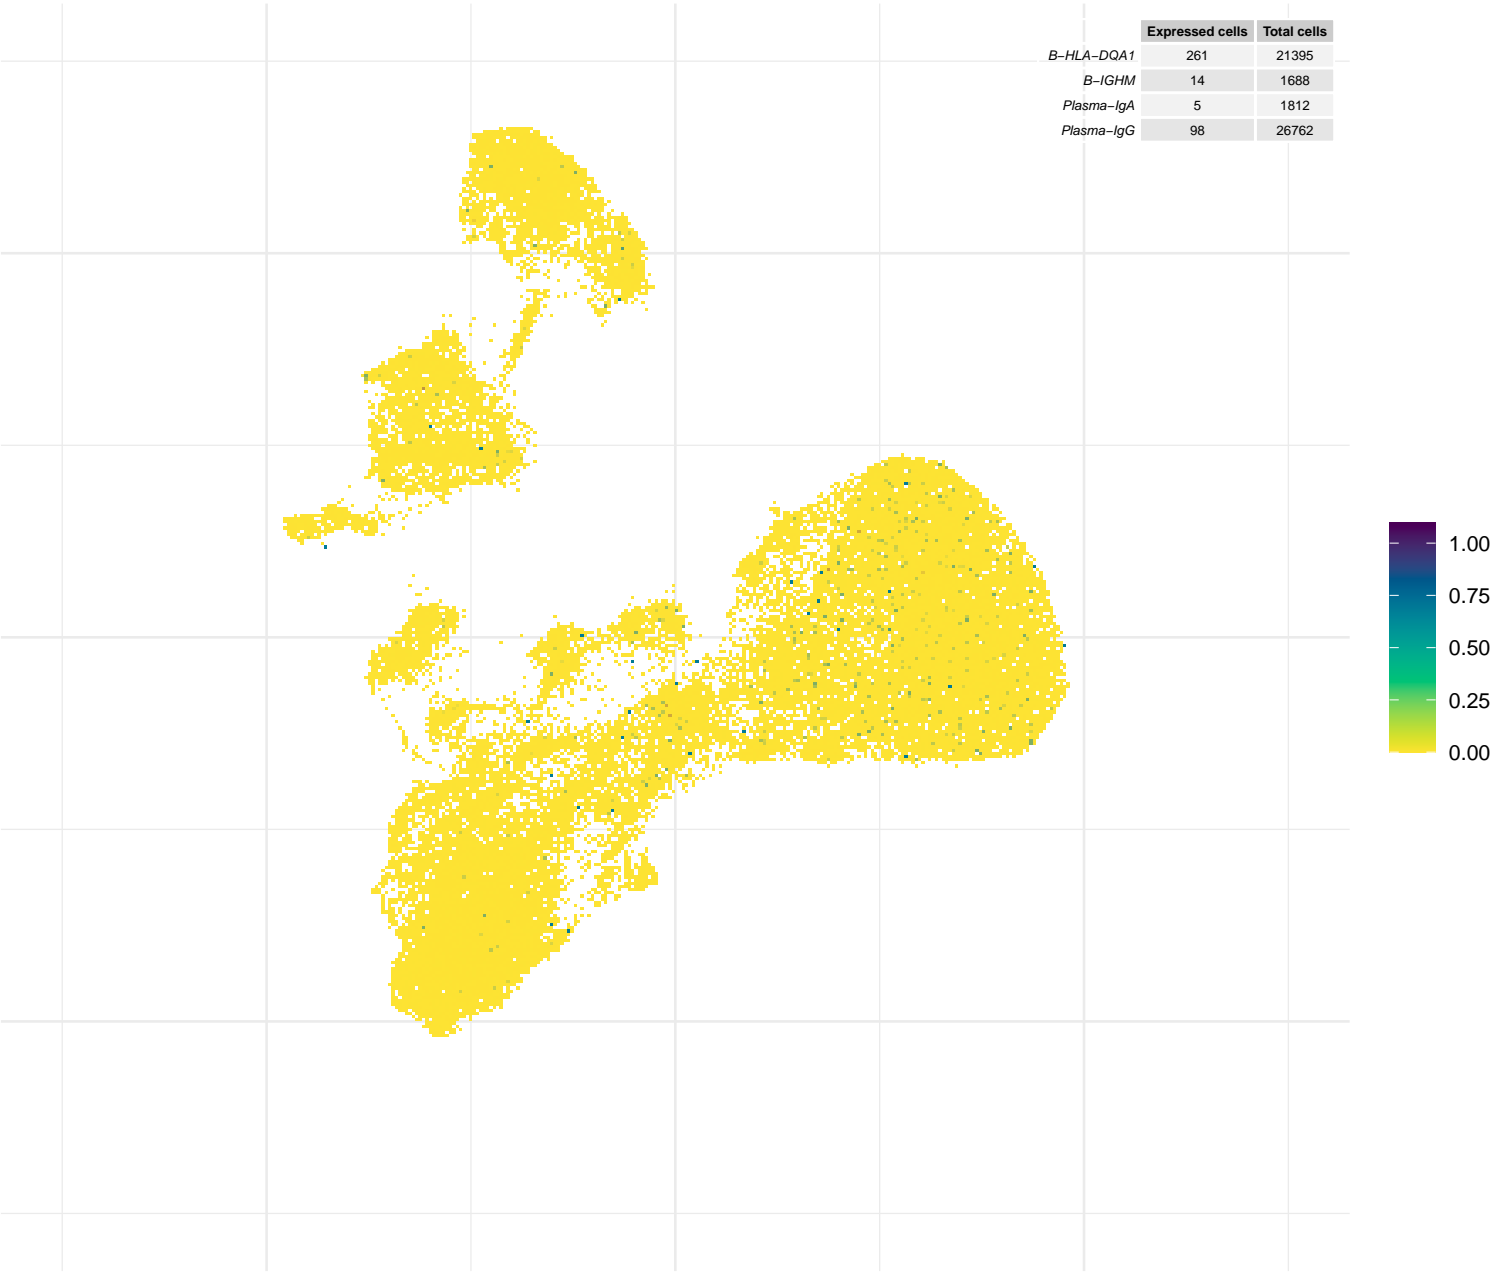 Expressed cells Total cells
B−HLA−DQA1 261 21395
B−IGHM 14 1688
Plasma−IgA 5 1812
Plasma−IgG 98 26762
1.00
0.75
0.50
0.25
0.00